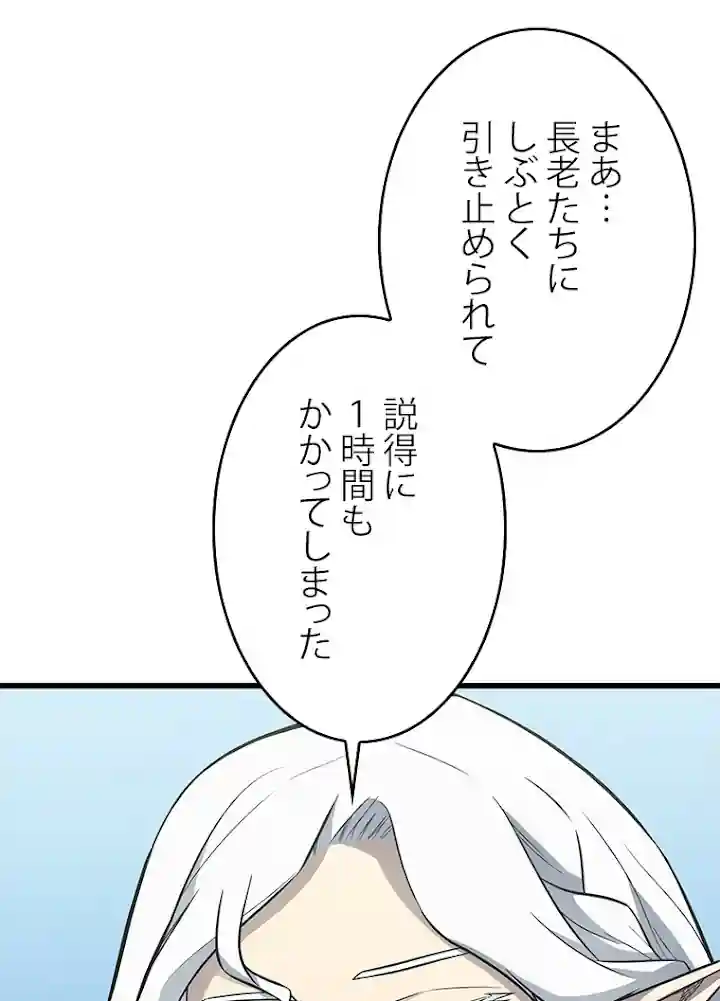 まあ…
長老たちに
しぶとく
引き止められて
説得に
1時間も
かかってしまった